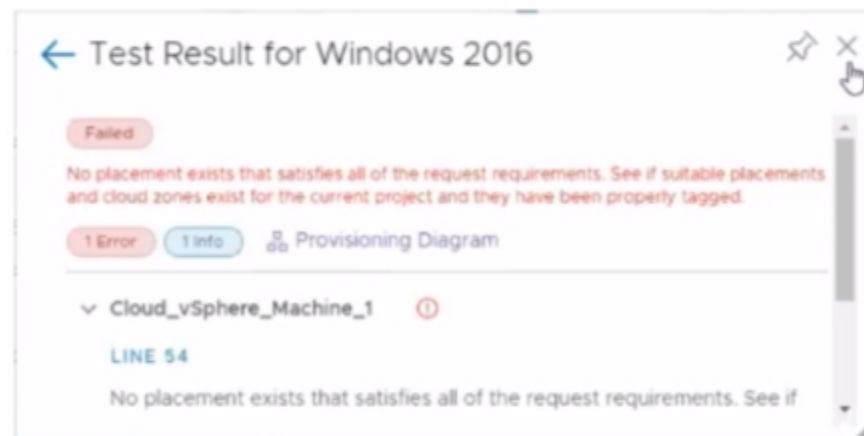 Test Result for Windows 2016
Failed
No placement exists that satisfies all of the request requirements. See if suitable placements
and cloud zones exist for the current project and they have been properly tagged.
1 Error 1 Info Provisioning Diagram
Cloud_vSphere_Machine_1
LINE 54
No placement exists that satisfies all of the request requirements. See if